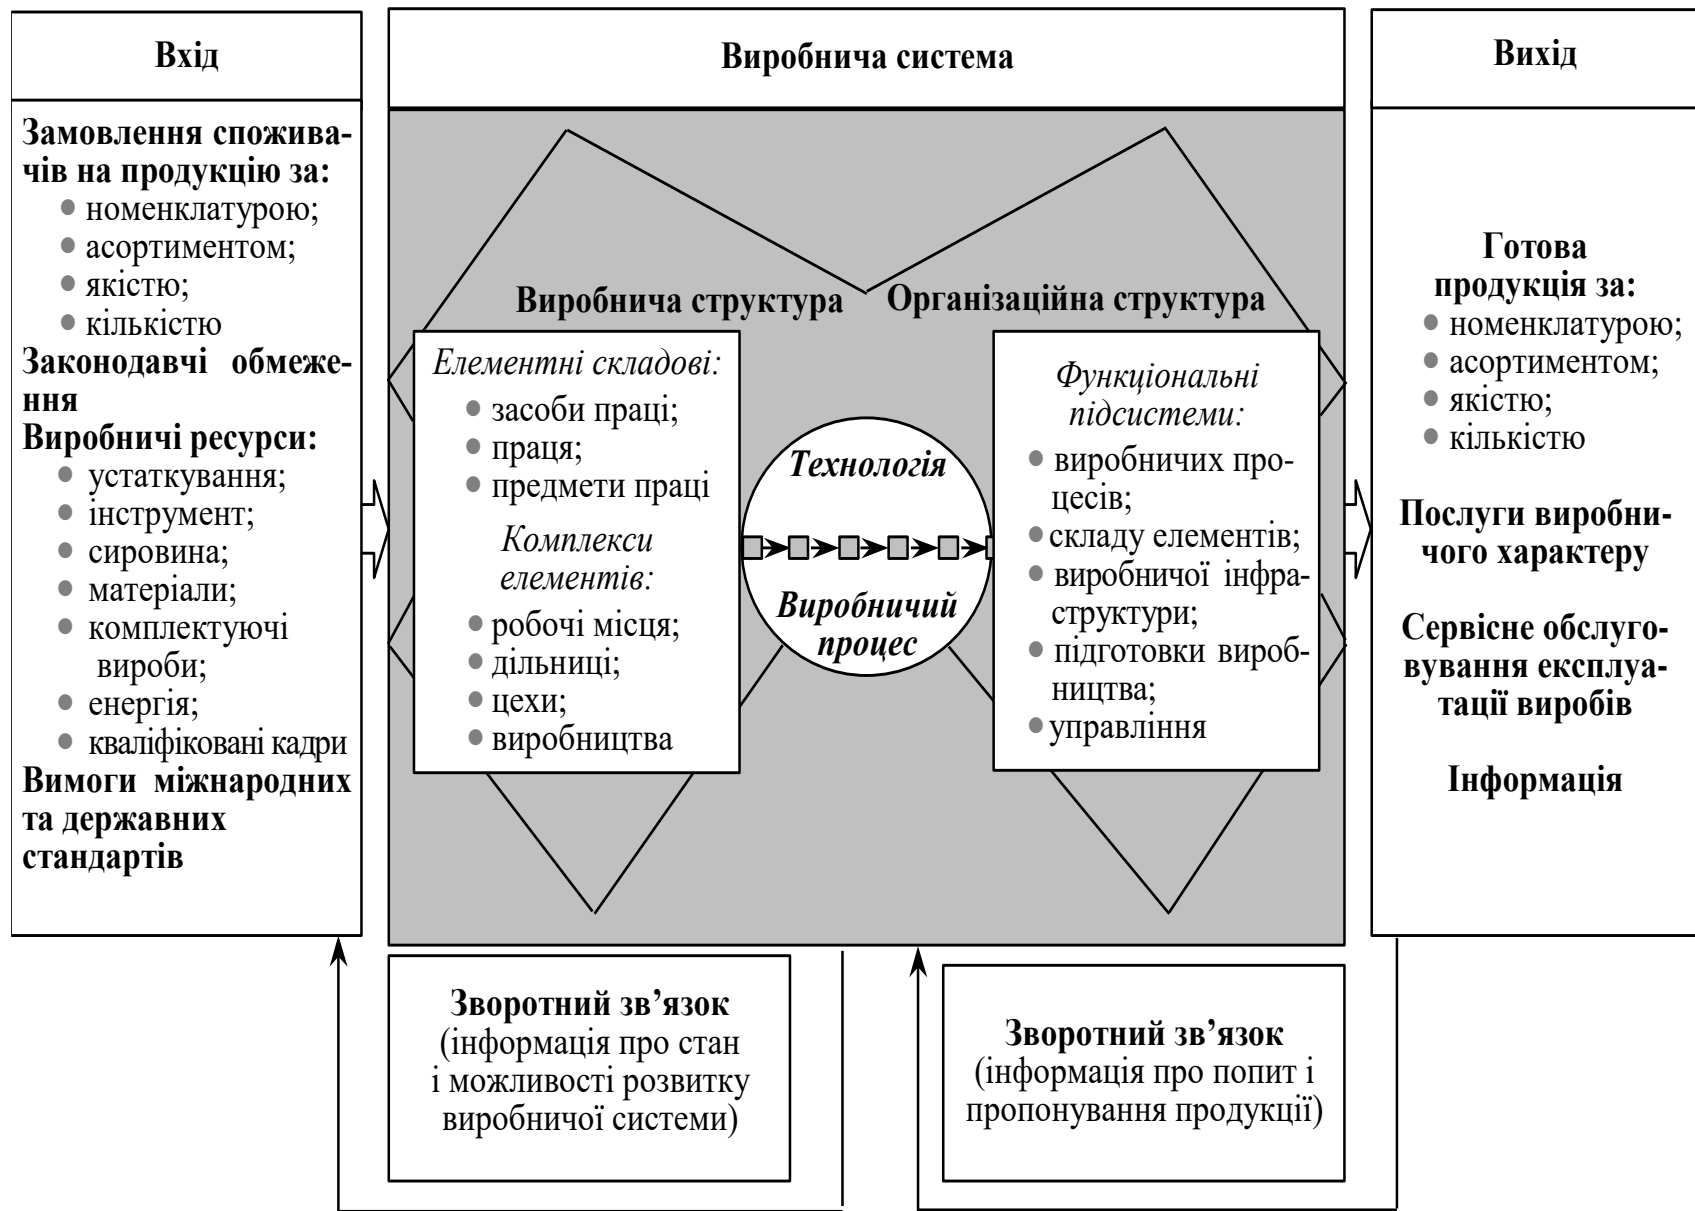 Вхід
Замовлення спожива-
чів на продукцію за:
номенклатурою;
асортиментом;
якістю;
кількістю
Законодавчі обмеже-
ння
Виробничі ресурси:
устаткування;
інструмент;
сировина;
матеріали;
комплектуючі
вироби;
енергія;
кваліфіковані кадри
Вимоги міжнародних
та державних
стандартів
Виробнича система
Виробнича структура
Елементні складові:
засоби праці;
праця;
предмети праці
Комплекси
елементів:
робочі місця;
дільниці;
цехи;
виробництва
Технологія
Виробничий
процес
Організаційна структура
Функціональні
підсистеми:
виробничих про-
цесів;
складу елементів;
виробничої інфра-
структури;
підготовки вироб-
ництва;
управління
Вихід
Готова
продукція за:
номенклатурою;
асортиментом;
якістю;
кількістю
Послуги виробни-
чого характеру
Сервісне обслуго-
вування експлуа-
тації виробів
Інформація
Зворотний зв’язок
(інформація про стан
і можливості розвитку
виробничої системи)
Зворотний зв’язок
(інформація про попит і
пропонування продукції)